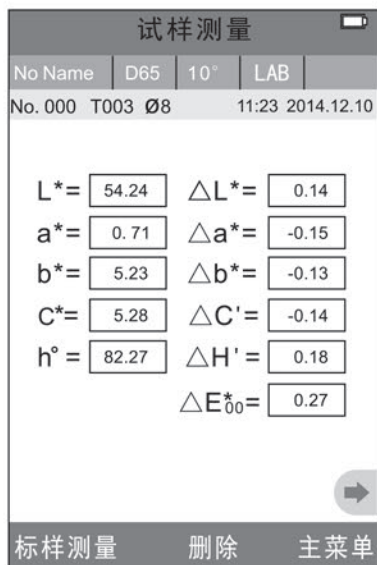 试样测量
No Name D65 10° LAB
No. 000 T003 Ø8 11:23 2014.12.10
L*= 54.24 △L*= 0.14
a*= 0.71 △a*= -0.15
b*= 5.23 △b*= -0.13
C*= 5.28 △C'= -0.14
h°= 82.27 △H'= 0.18
△E*00= 0.27
标样测量 删除 主菜单